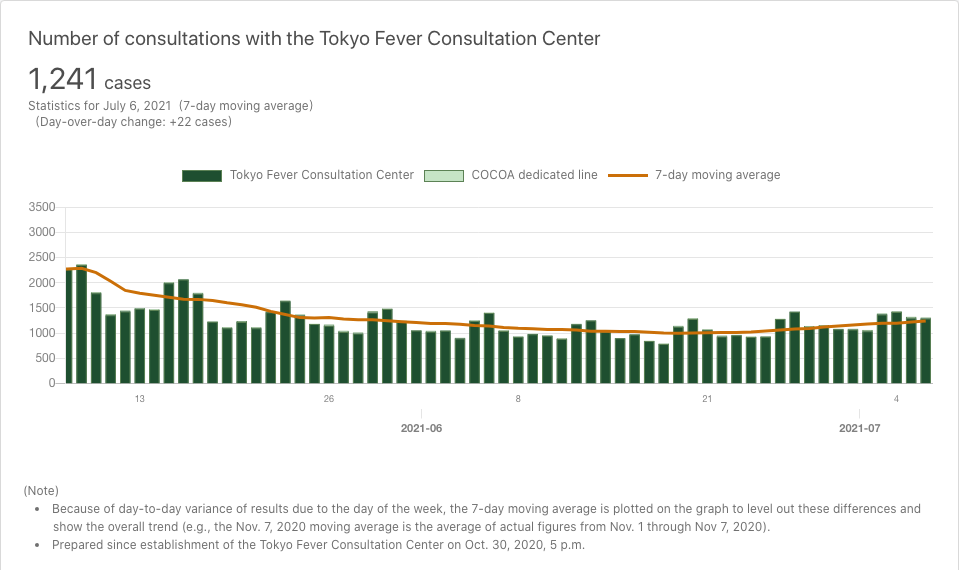 Number of consultations with the Tokyo Fever Consultation Center
1,241 cases
Statistics for July 6, 2021 (7-day moving average)
(Day-over-day change: +22 cases)
Tokyo Fever Consultation Center COCOA dedicated line 7-day moving average
3500
3000
2500
2000
1500
1000
500
0
13 26 8 21 4
2021-06 2021-07
(Note)
• Because of day-to-day variance of results due to the day of the week, the 7-day moving average is plotted on the graph to level out these differences and
show the overall trend (e.g., the Nov. 7, 2020 moving average is the average of actual figures from Nov. 1 through Nov 7, 2020).
• Prepared since establishment of the Tokyo Fever Consultation Center on Oct. 30, 2020, 5 p.m.